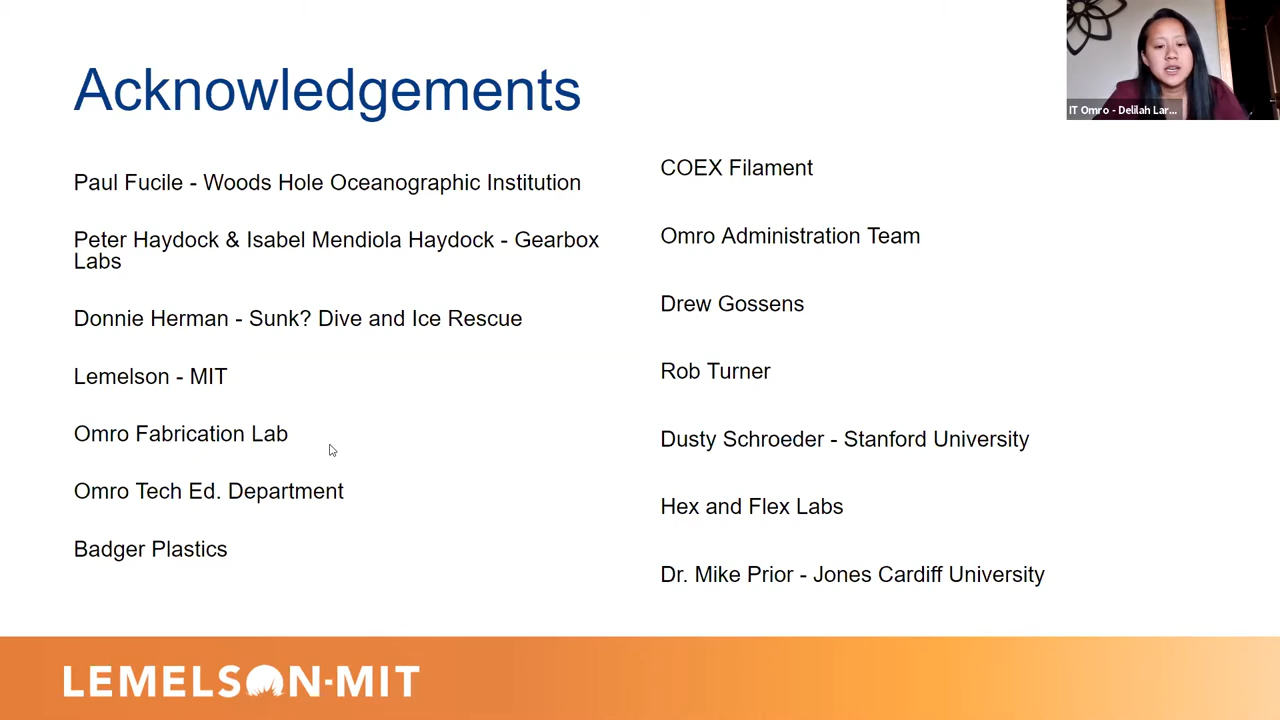 Acknowledgements
Paul Fucile - Woods Hole Oceanographic Institution
Peter Haydock & Isabel Mendiola Haydock - Gearbox
Labs
Donnie Herman - Sunk? Dive and Ice Rescue
Lemelson - MIT
Omro Fabrication Lab
Omro Tech Ed. Department
Badger Plastics
COEX Filament
Omro Administration Team
Drew Gossens
Rob Turner
Dusty Schroeder - Stanford University
Hex and Flex Labs
Dr. Mike Prior - Jones Cardiff University
IT Omro - Delilah Lar...
LEMELSON-MIT